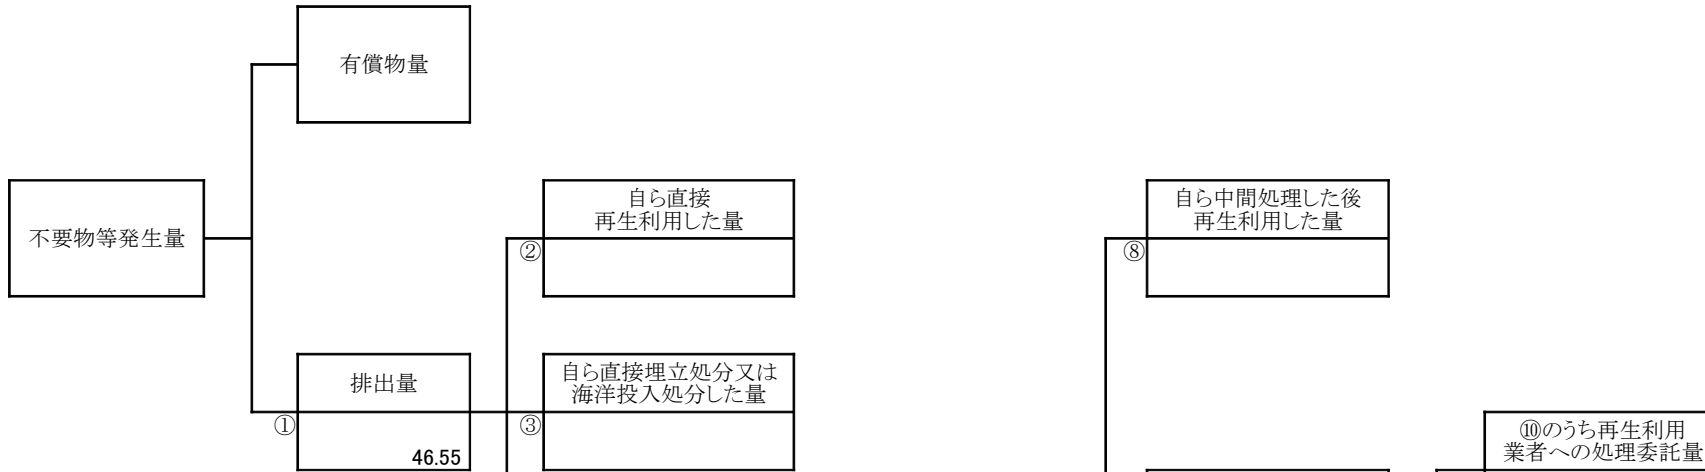 有償物量
不要物等発生量
自ら直接
再生利用した量
②
自ら中間処理した後
再生利用した量
⑧
排出量
①
46.55
自ら直接埋立処分又は
海洋投入処分した量
③
⑩のうち再生利用
業者への処理委託量